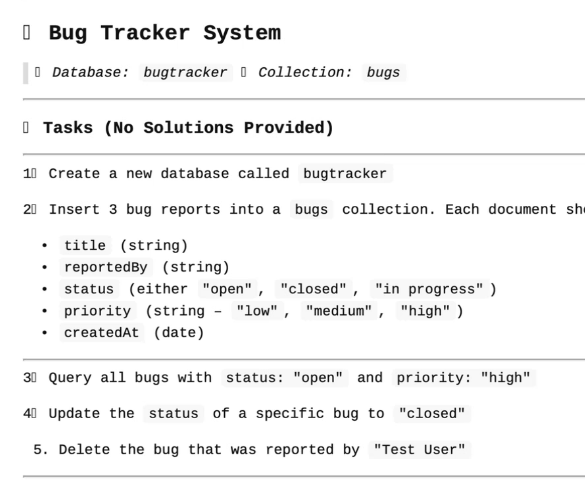 Bug Tracker System
Database: bugtracker Collection: bugs
Tasks (No Solutions Provided)
1 Create a new database called bugtracker
2 Insert 3 bug reports into a bugs collection. Each document
• title (string)
• reportedBy (string)
• status (either "open", "closed", "in progress")
• priority (string – "low", "medium", "high")
• createdAt (date)
3 Query all bugs with status: "open" and priority: "high"
4 Update the status of a specific bug to "closed"
5. Delete the bug that was reported by "Test User"